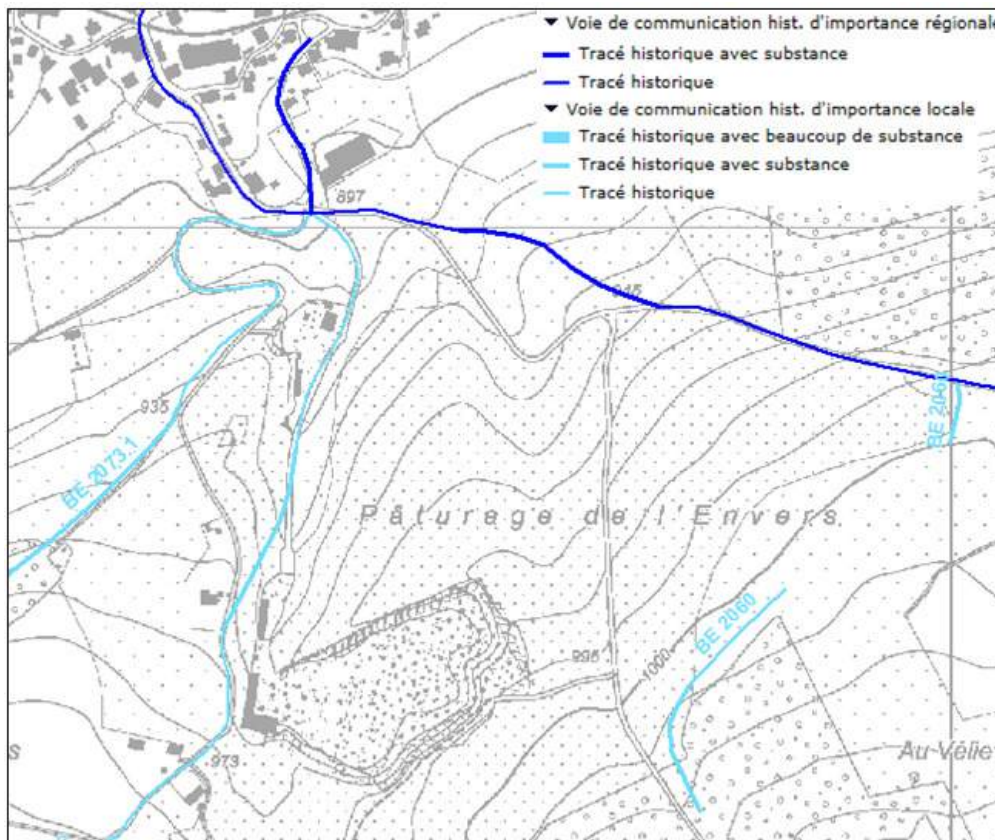 ▼ Voie de communication hist. d'importance régionale
Tracé historique avec substance
Tracé historique
▼ Voie de communication hist. d'importance locale
Tracé historique avec beaucoup de substance
Tracé historique avec substance
Tracé historique
897
945
935
BE 2060
BE 2073.1
Pâturage de l'Envers
BE 2060
995
1000
Au Vélie
s
973